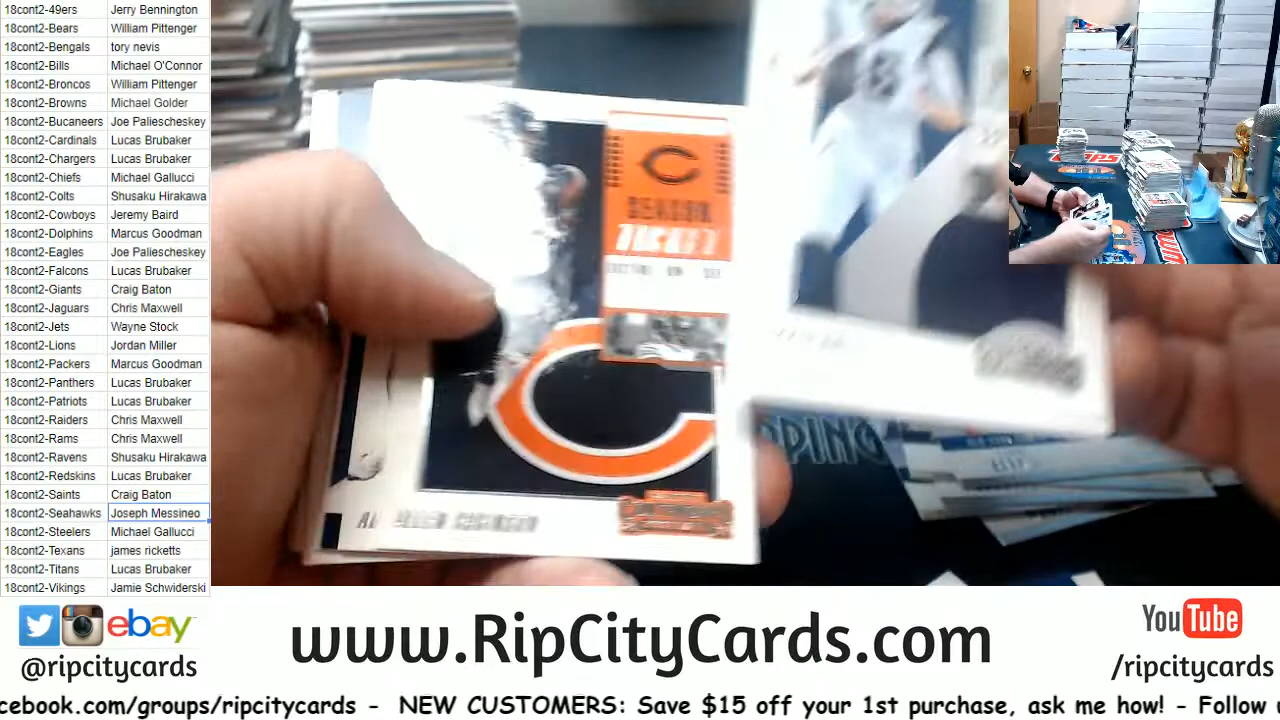 18cont2-49ers Jerry Bennington
18cont2-Bears William Pittenger
18cont2-Bengals tory nevis
18cont2-Bills Michael O'Connor
18cont2-Broncos William Pittenger
18cont2-Browns Michael Golder
18cont2-Bucaneers Joe Paliescheskey
18cont2-Cardinals Lucas Brubaker
18cont2-Chargers Lucas Brubaker
18cont2-Chiefs Michael Gallucci
18cont2-Colts Shusaku Hirakawa
18cont2-Cowboys Jeremy Baird
18cont2-Dolphins Marcus Goodman
18cont2-Eagles Joe Paliescheskey
18cont2-Falcons Lucas Brubaker
18cont2-Giants Craig Baton
18cont2-Jaguars Chris Maxwell
18cont2-Jets Wayne Stock
18cont2-Lions Jordan Miller
18cont2-Packers Marcus Goodman
18cont2-Panthers Lucas Brubaker
18cont2-Patriots Lucas Brubaker
18cont2-Raiders Chris Maxwell
18cont2-Rams Chris Maxwell
18cont2-Ravens Shusaku Hirakawa
18cont2-Redskins Lucas Brubaker
18cont2-Saints Craig Baton
18cont2-Seahawks Joseph Messineo
18cont2-Steelers Michael Gallucci
18cont2-Texans james ricketts
18cont2-Titans Lucas Brubaker
18cont2-Vikings Jamie Schwiderski
SEASON
TICKET
ALLEN ROBINSON
PPING
ebay
@ripcitycards
www.RipCityCards.com
YouTube
/ripcitycards
cebook.com/groups/ripcitycards - NEW CUSTOMERS: Save $15 off your 1st purchase, ask me how! - Follow